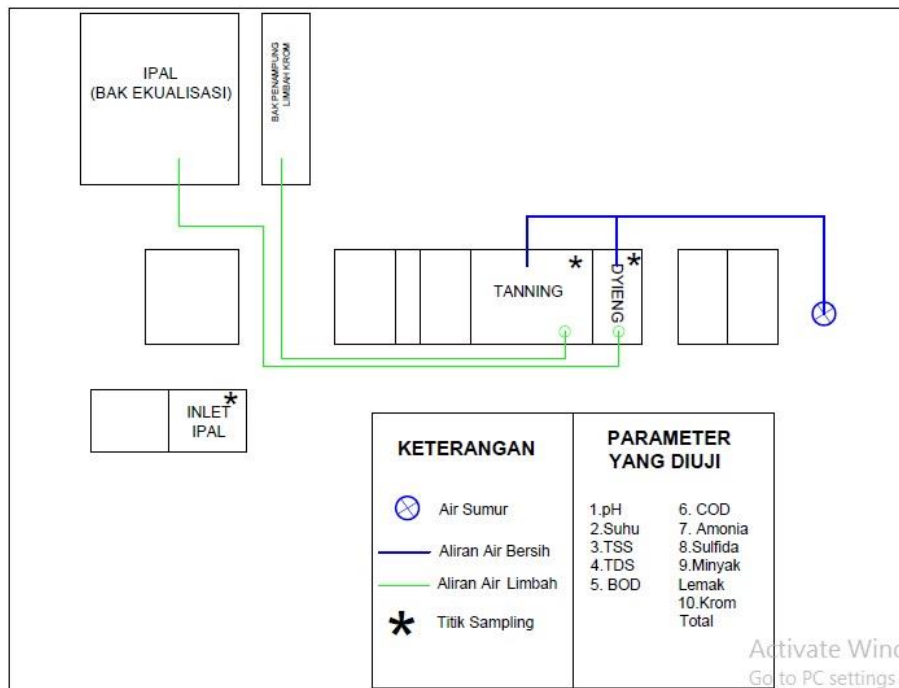 IPAL
(BAK EKUALISASI)
BAK PENAMPUNG
LIMBAH KROM
TANNING
DYIENG
INLET
IPAL
KETERANGAN
Air Sumur
Aliran Air Bersih
Aliran Air Limbah
Titik Sampling
PARAMETER
YANG DIUJI
1.pH
2.Suhu
3.TSS
4.TDS
5. BOD
6. COD
7. Amonia
8.Sulfida
9.Minyak
Lemak
10.Krom
Total
Activate Wind
Go to PC settings